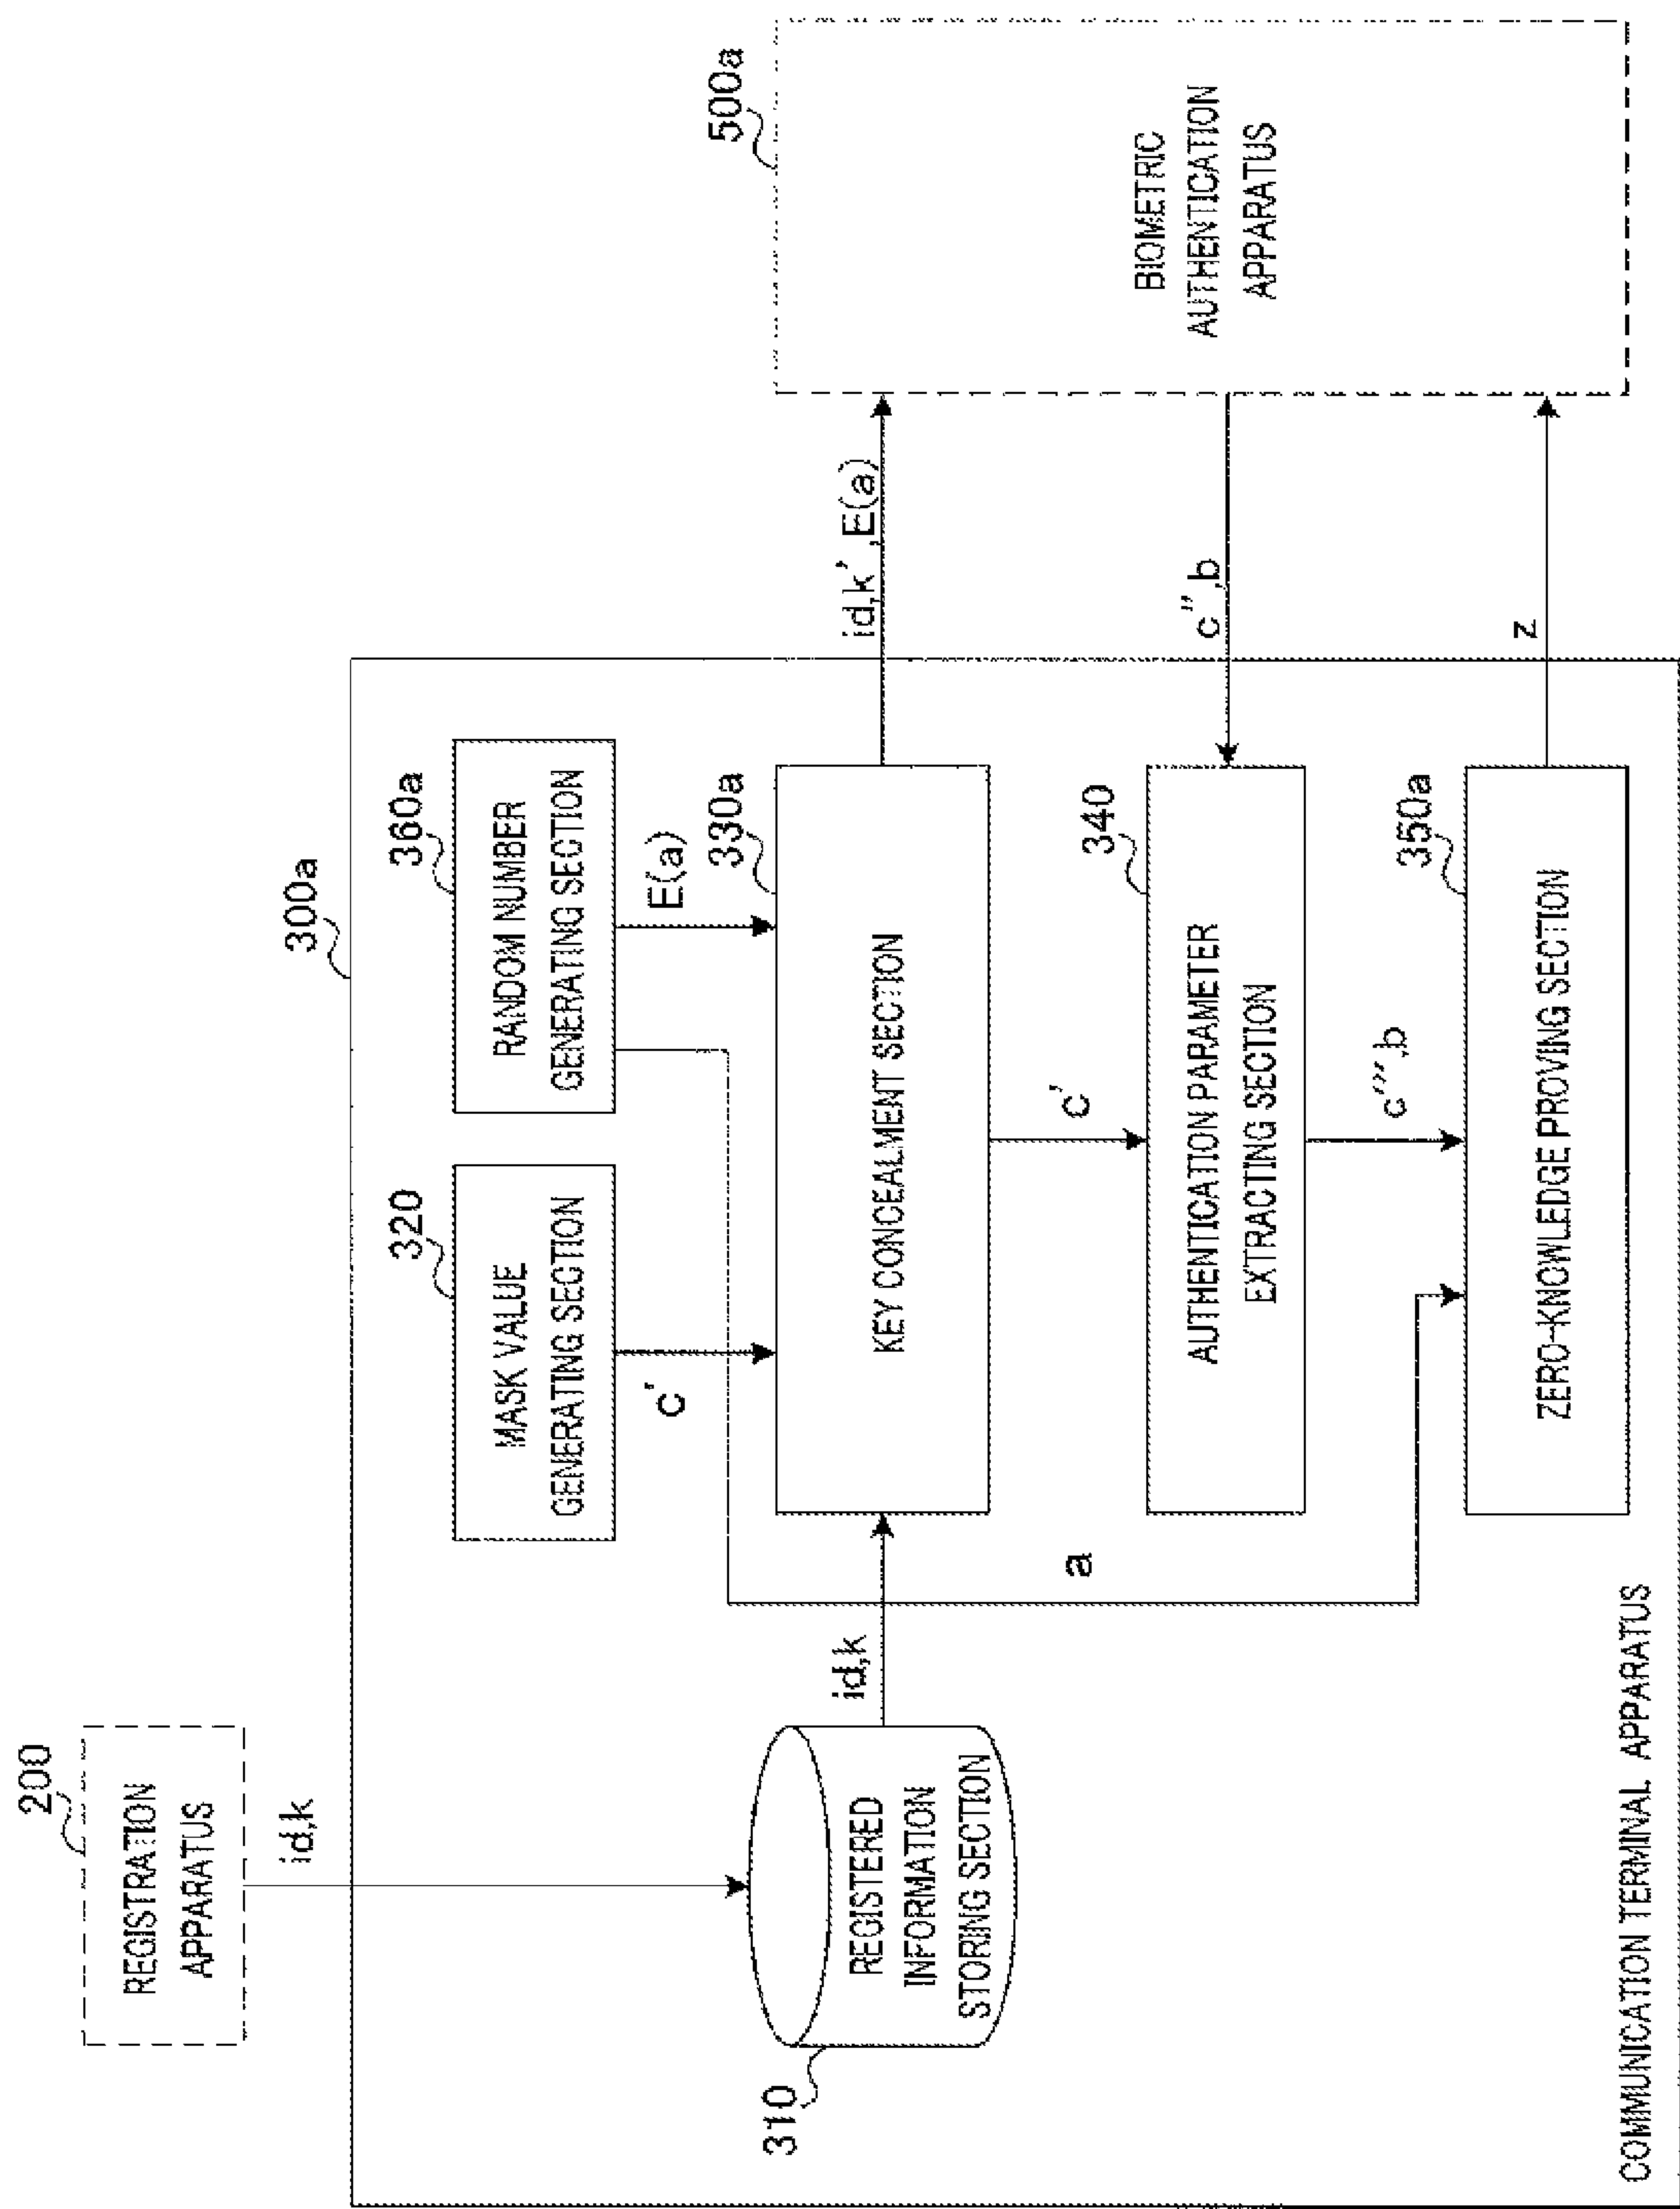 200
REGISTRATION
APPARATUS
id,k
300a
320
MASK VALUE
GENERATING SECTION
360a
RANDOM NUMBER
GENERATING SECTION
c'
E(a)
310
REGISTERED
INFORMATION
STORING SECTION
id,k
330a
KEY CONCEALMENT SECTION
id,k',E(a)
a
c'
340
AUTHENTICATION PARAMETER
EXTRACTING SECTION
c'',b
c''',b
350a
ZERO-KNOWLEDGE PROVING SECTION
z
500a
BIOMETRIC
AUTHENTICATION
APPARATUS
COMMUNICATION TERMINAL APPARATUS